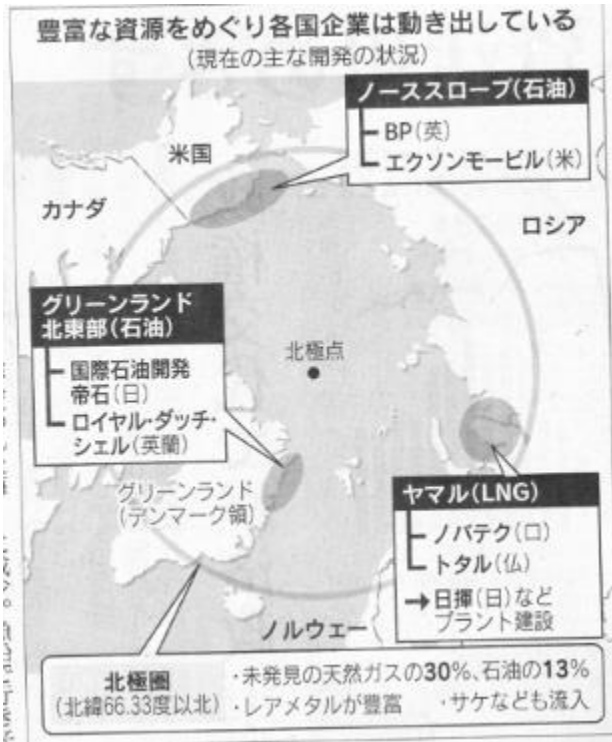 豊富な資源をめぐり各国企業は動き出している
(現在の主な開発の状況)
ノーススロープ(石油)
BP(英)
エクソンモービル(米)
米国
カナダ
ロシア
グリーンランド
北東部(石油)
国際石油開発
帝石(日)
ロイヤル・ダッチ・
シェル(英蘭)
北極点
グリーンランド
(デンマーク領)
ヤマル(LNG)
ノバテク(ロ)
トタル(仏)
→日揮(日)など
プラント建設
ノルウェー
北極圏
(北緯66.33度以北)
・未発見の天然ガスの30%、石油の13%
・レアメタルが豊富 ・サケなども流入